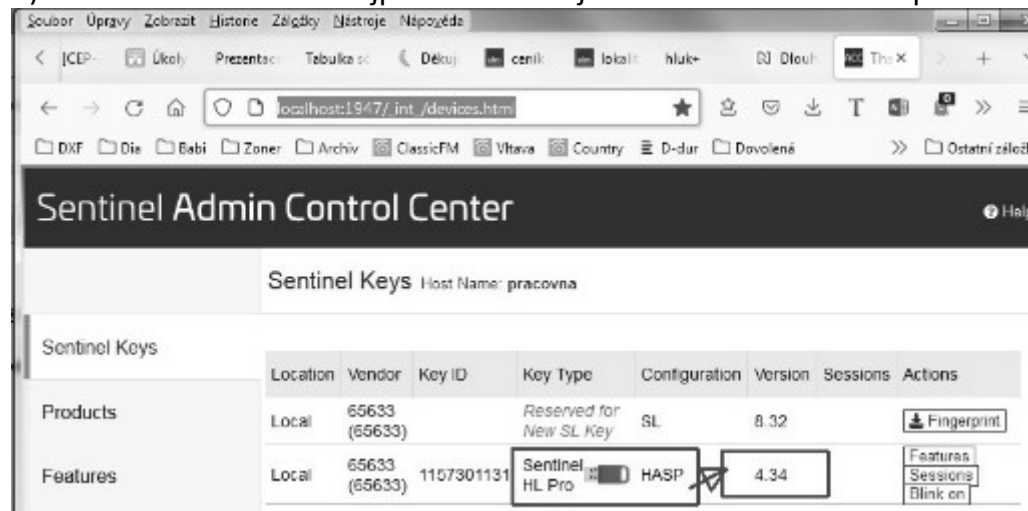 Soubor Úpravy Zobrazit Historie Záložky Nástroje Nápověda
Úkoly Prezentac Tabulka Děkuj ceník lokalit hluk+ Dlouh The
localhost:1947/_int_/devices.html
DXF Dia Babi Zoner Archiv ClassicFM Vltava Country D-dur Dovolená Ostatní zálož
Sentinel Admin Control Center
Help
Sentinel Keys Host Name: pracovna
Sentinel Keys
Location Vendor Key ID Key Type Configuration Version Sessions Actions
Products
Local 65633 (65633) Reserved for New SL Key SL 8.32 Fingerprint
Features
Local 65633 (65633) 1157301131 Sentinel HL Pro HASP 4.34 Features Sessions Blink on